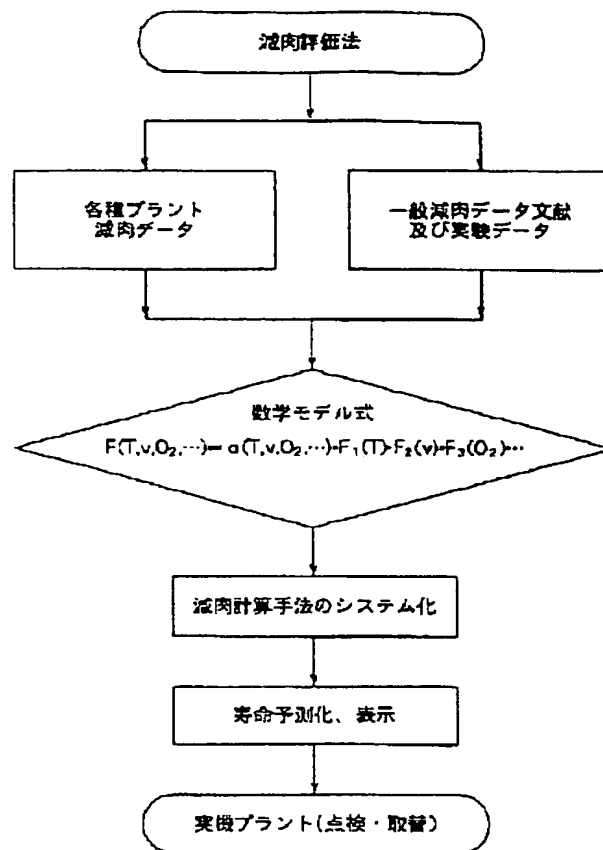 減肉評価法
各種プラント
減肉データ
一般減肉データ文献
及び実験データ
数学モデル式
F(T,v,O₂,…)= a(T,v,O₂,…)·F₁(T)·F₂(v)·F₃(O₂)…
減肉計算手法のシステム化
寿命予測化、表示
実機プラント(点検・取替)